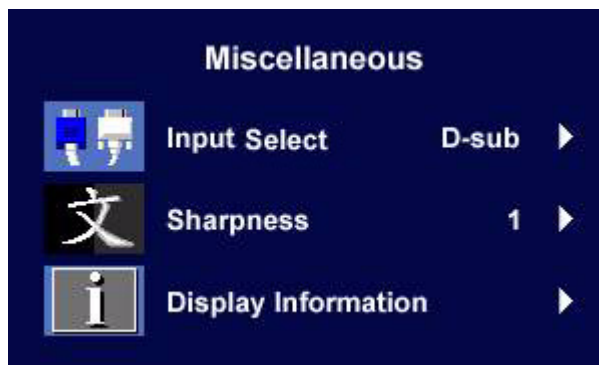 Miscellaneous
Input Select D-sub
文 Sharpness 1
i Display Information